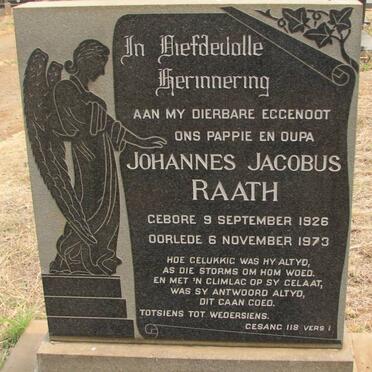 In Liefdevolle
Herinnering
AAN MY DIERBARE EGGENOOT
ONS PAPPIE EN OUPA
JOHANNES JACOBUS
RAATH
GEBORE 9 SEPTEMBER 1926
OORLEDE 6 NOVEMBER 1973
HOE GELUKKIG WAS HY ALTYD,
AS DIE STORMS OM HOM WOED.
EN MET 'N GLIMLAG OP SY GELAAT,
WAS SY ANTWOORD ALTYD,
DIT GAAN GOED.
TOTSIENS TOT WEDERSIENS.
GESANG 118 VERS 1